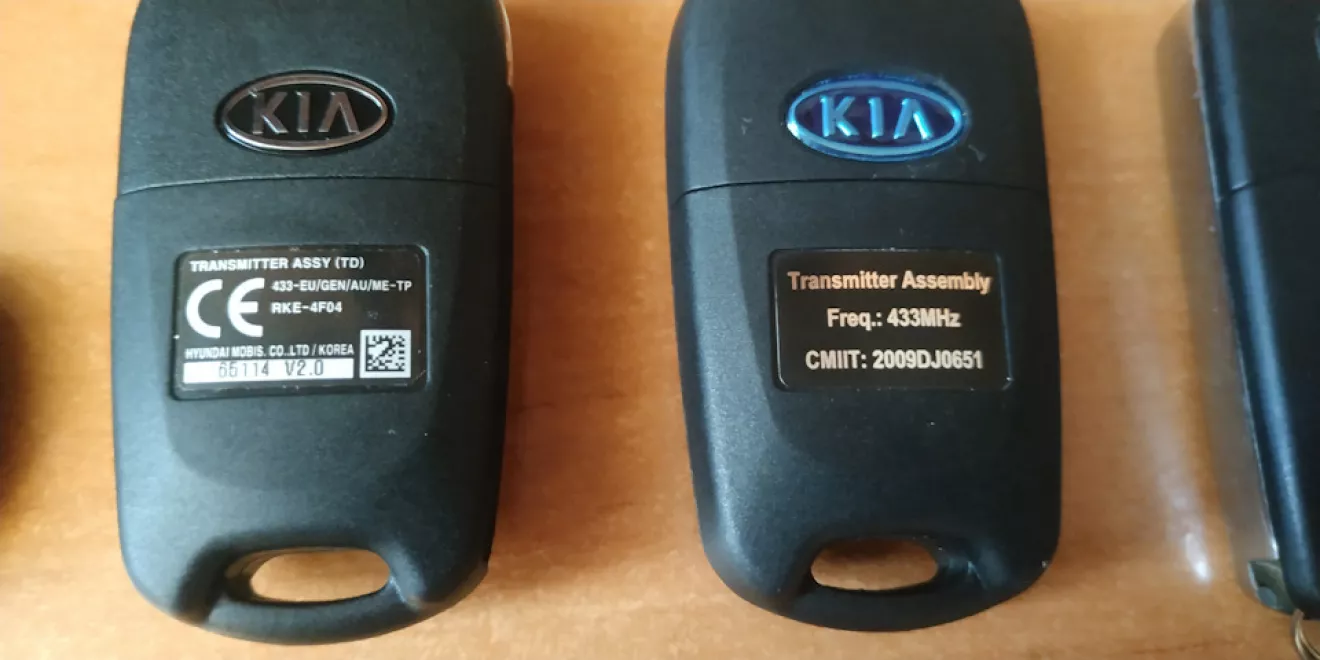 KIA
TRANSMITTER ASSY (TD)
CE 433-EU/GEN/AU/ME-TP
RKE-4F04
HYUNDAI MOBIS. CO.,LTD / KOREA
66114 V2.0
KIA
Transmitter Assembly
Freq.: 433MHz
CMIIT: 2009DJ0651